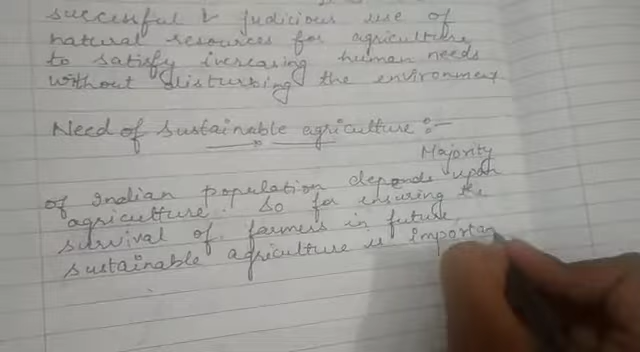 successful & judicious use of
natural resources for agriculture
to satisfy increasing human needs
without disturbing the environment
Need of sustainable agriculture :-
Majority
of Indian population depends upon
agriculture. So for ensuring the
survival of farmers in future
sustainable agriculture is importan